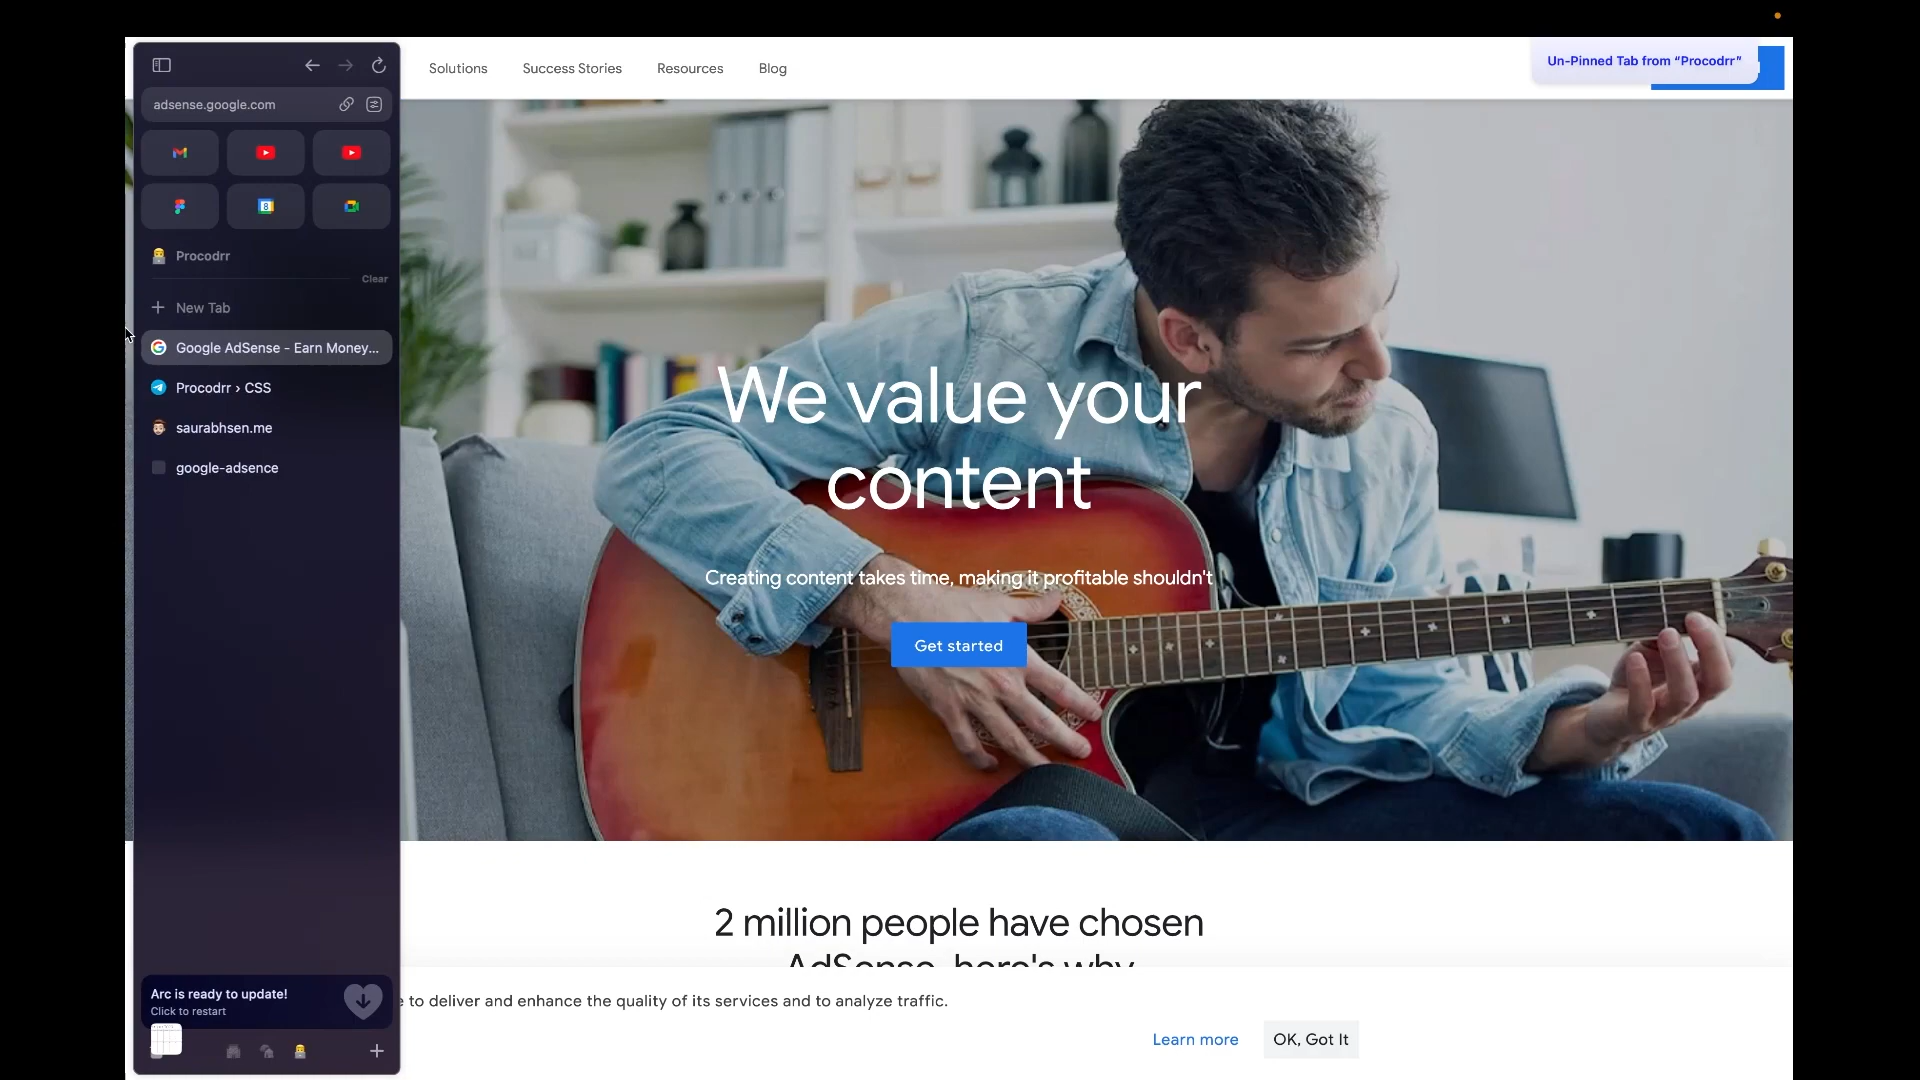 Solutions
Success Stories
Resources
Blog
Un-Pinned Tab from “Procodrr”
adsense.google.com
Procodrr
Clear
New Tab
Google AdSense - Earn Money...
Procodrr › CSS
saurabhsen.me
google-adsence
We value your
content
Creating content takes time, making it profitable shouldn't
Get started
2 million people have chosen
AdSense, here's why
to deliver and enhance the quality of its services and to analyze traffic.
Learn more
OK, Got It
Arc is ready to update!
Click to restart